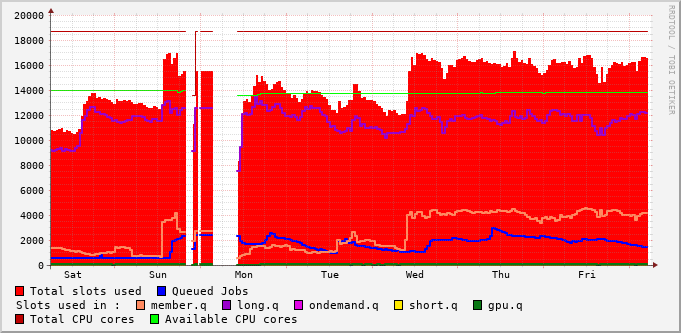 20000
18000
16000
14000
12000
10000
8000
6000
4000
2000
0
Sat Sun Mon Tue Wed Thu Fri
RRDTOOL / TOBI OETIKER
Total slots used Queued Jobs
Slots used in : member.q long.q ondemand.q short.q gpu.q
Total CPU cores Available CPU cores